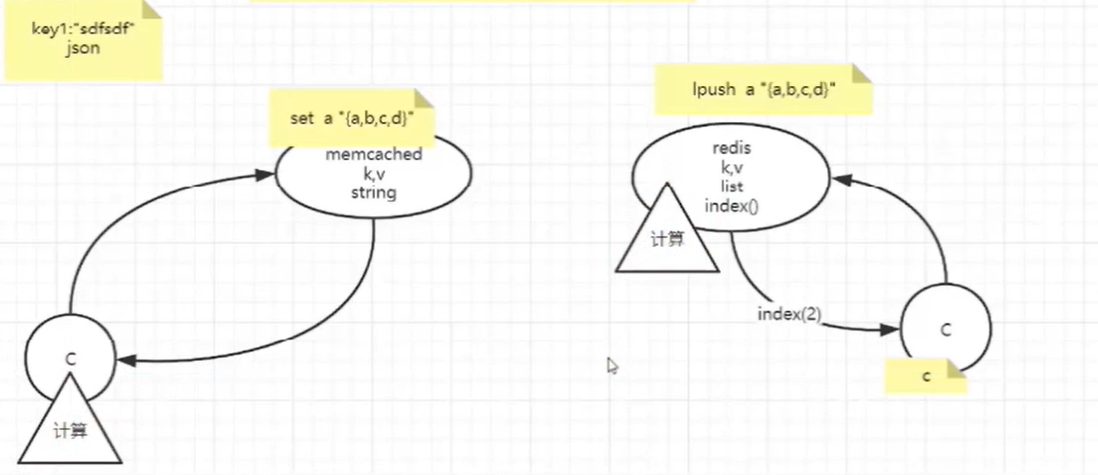 key1:"sdfsdf"
json
set a "{a,b,c,d}"
memcached
k,v
string
C
计算
lpush a "{a,b,c,d}"
redis
k,v
list
index()
计算
index(2)
C
c